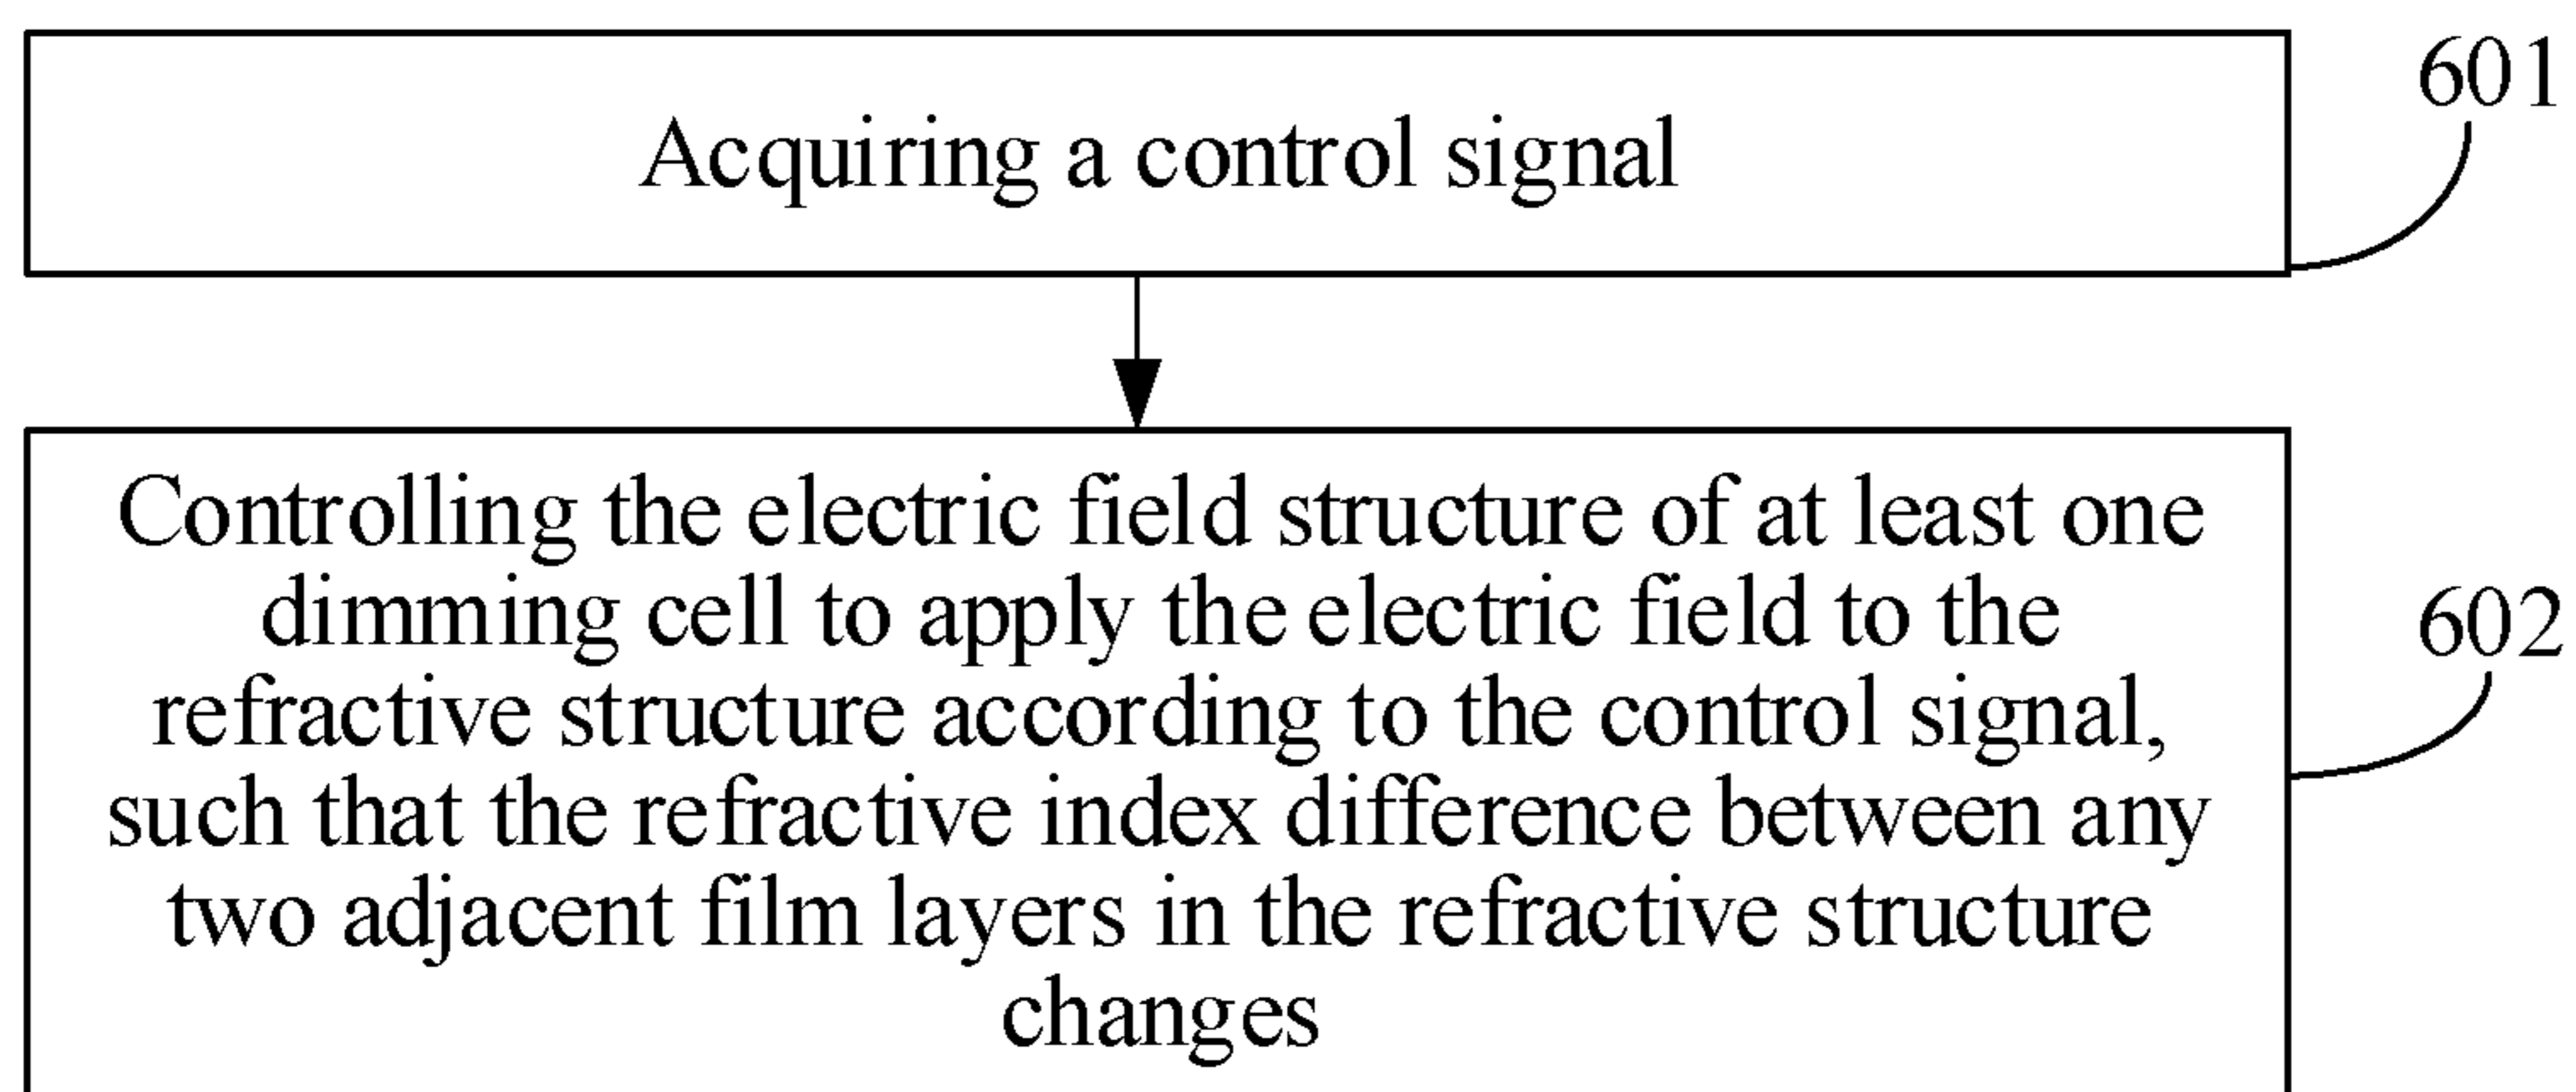 601
Acquiring a control signal
Controlling the electric field structure of at least one
dimming cell to apply the electric field to the
refractive structure according to the control signal,
such that the refractive index difference between any
two adjacent film layers in the refractive structure
changes
602